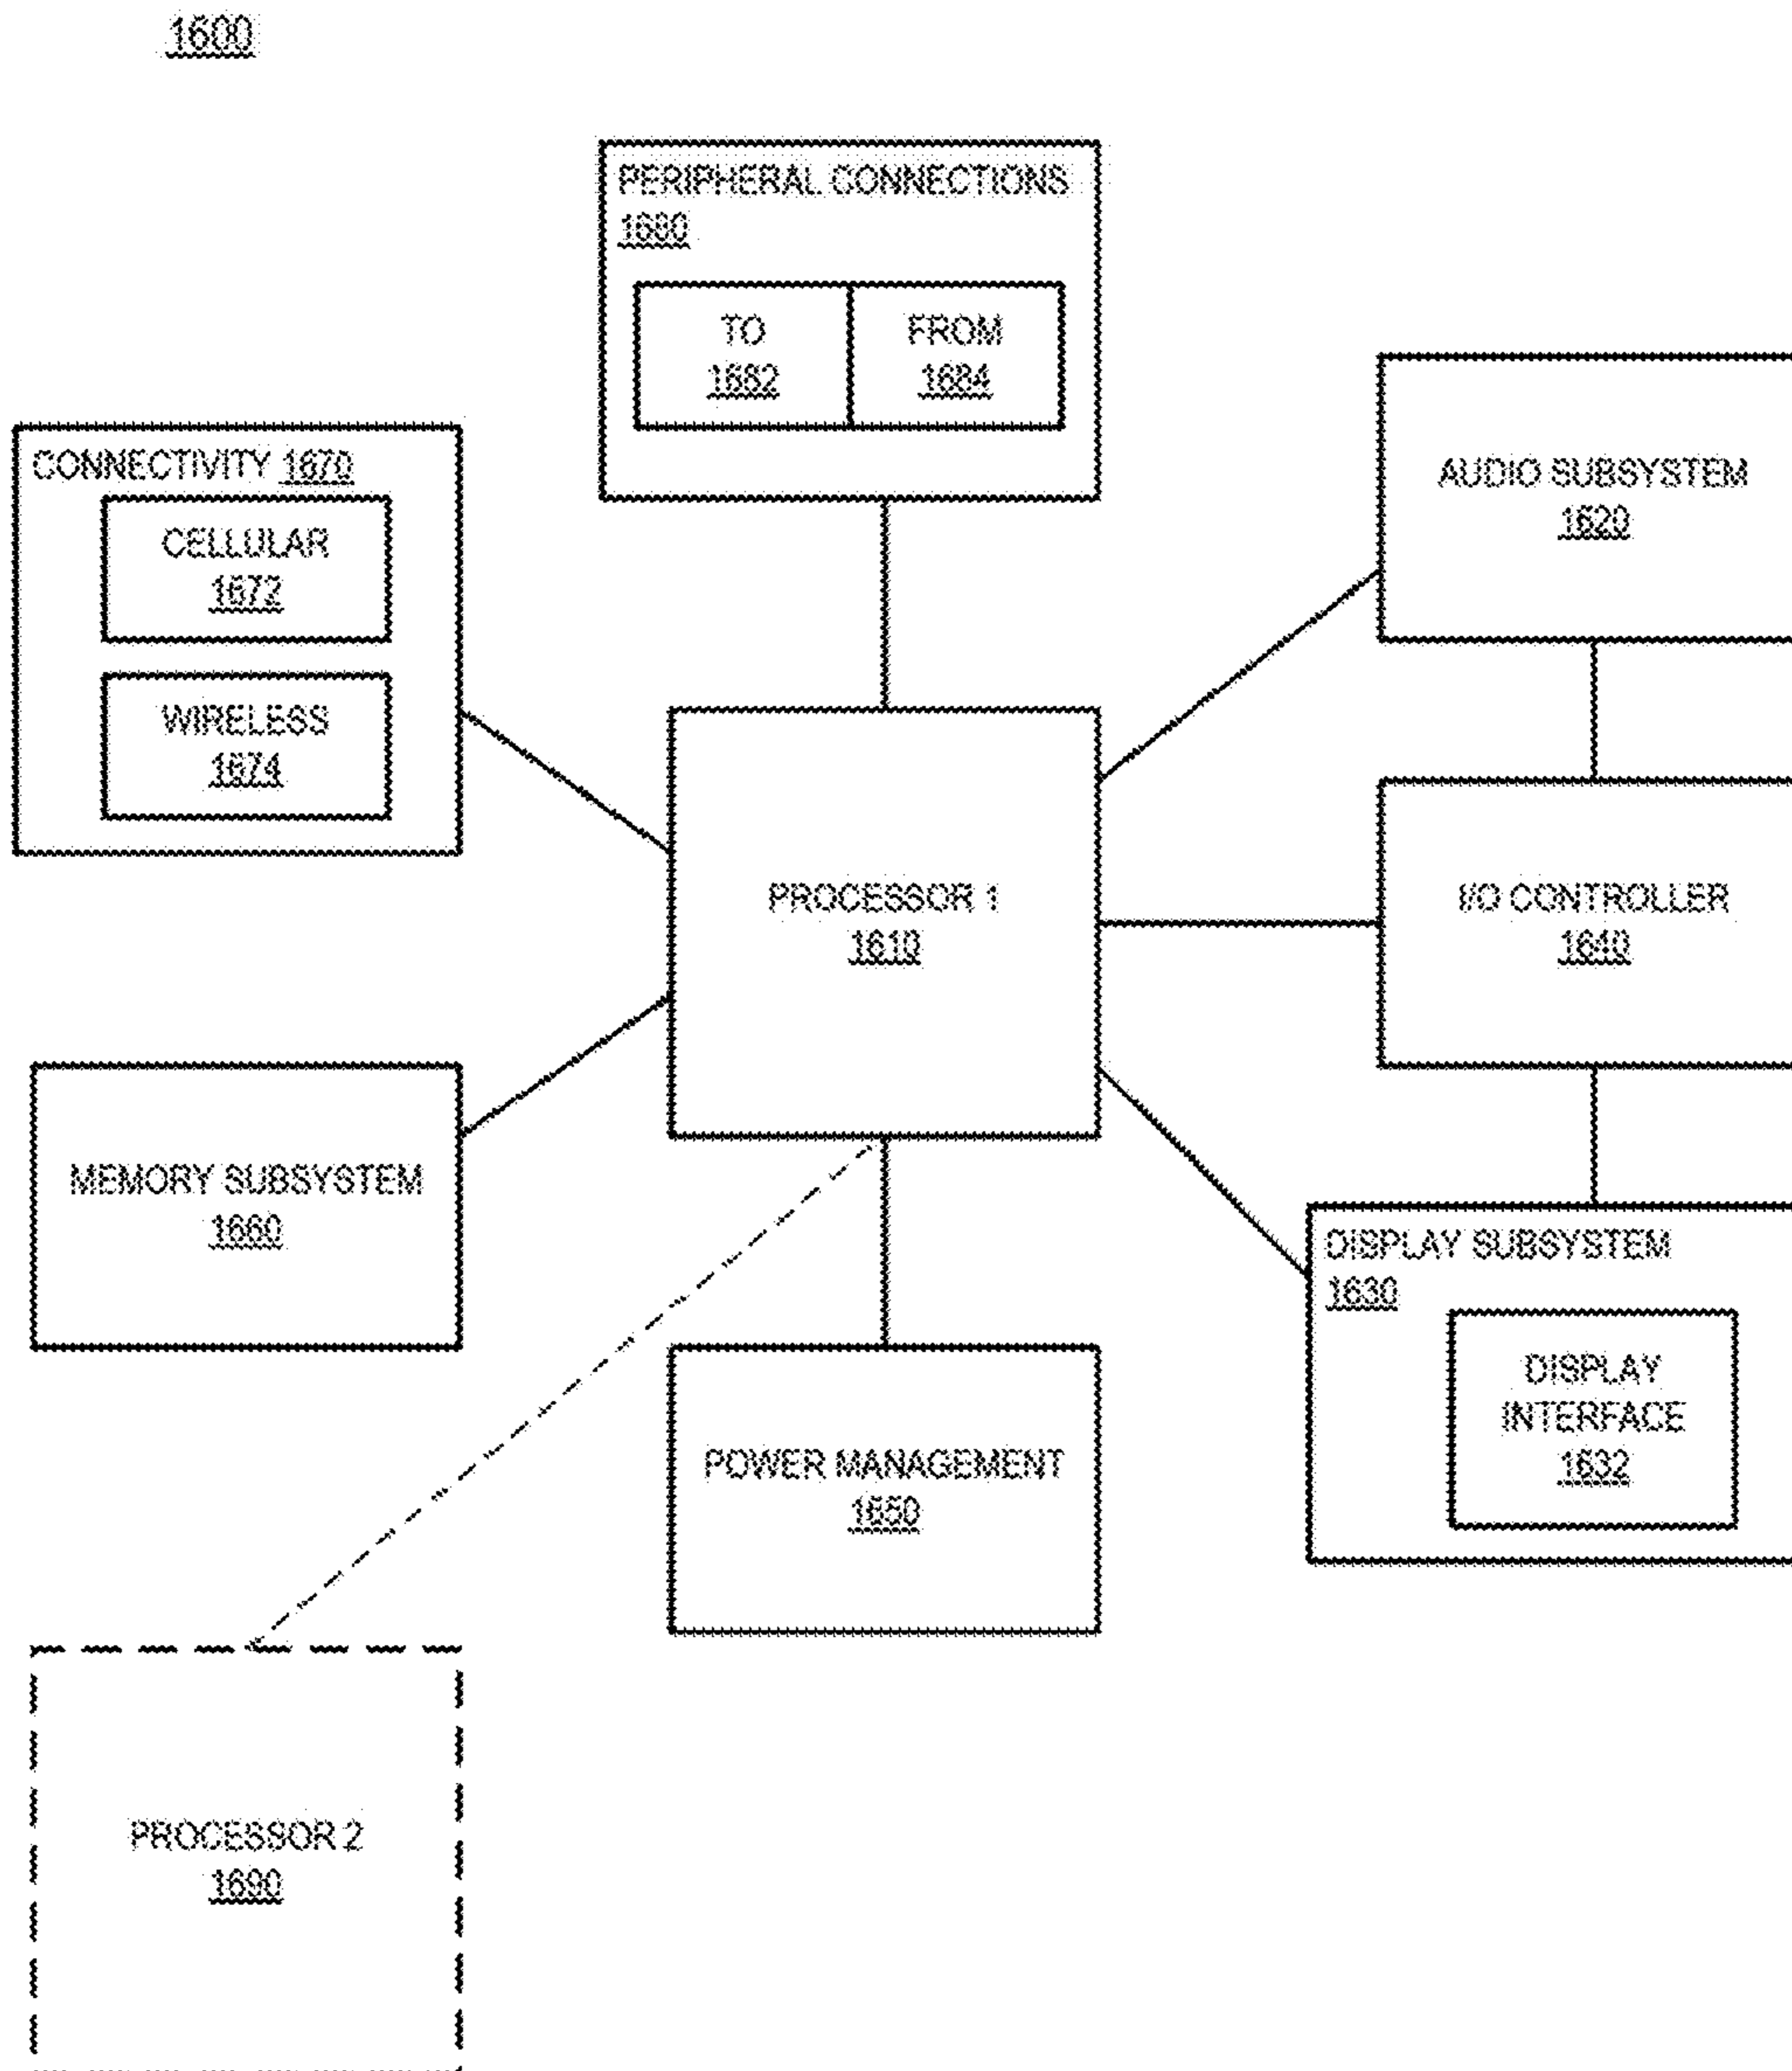 1600
PERIPHERAL CONNECTIONS
1680
TO
1682
FROM
1684
CONNECTIVITY 1670
CELLULAR
1672
WIRELESS
1674
AUDIO SUBSYSTEM
1620
PROCESSOR 1
1610
I/O CONTROLLER
1640
MEMORY SUBSYSTEM
1660
DISPLAY SUBSYSTEM
1630
DISPLAY
INTERFACE
1632
POWER MANAGEMENT
1650
PROCESSOR 2
1690